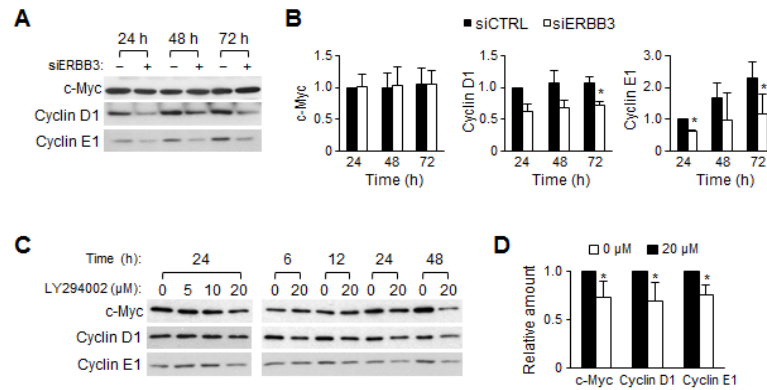 A
24 h 48 h 72 h
siERBB3: – + – + – +
c-Myc
Cyclin D1
Cyclin E1
B
siCTRL siERBB3
c-Myc
1.5
1.0
0.5
0
24 48 72
Time (h)
Cyclin D1
1.5
1.0
0.5
0
*
24 48 72
Time (h)
Cyclin E1
3.0
2.0
1.0
0
* *
24 48 72
Time (h)
C
Time (h): 24 6 12 24 48
LY294002 (µM): 0 5 10 20 0 20 0 20 0 20 0 20
c-Myc
Cyclin D1
Cyclin E1
D
0 µM 20 µM
Relative amount
1.0
0.5
0
* * *
c-Myc Cyclin D1 Cyclin E1